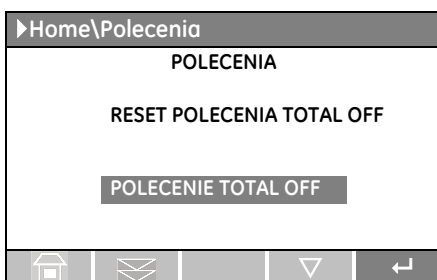 Home\Polecenia
POLECENIA
RESET POLECENIA TOTAL OFF
POLECENIE TOTAL OFF